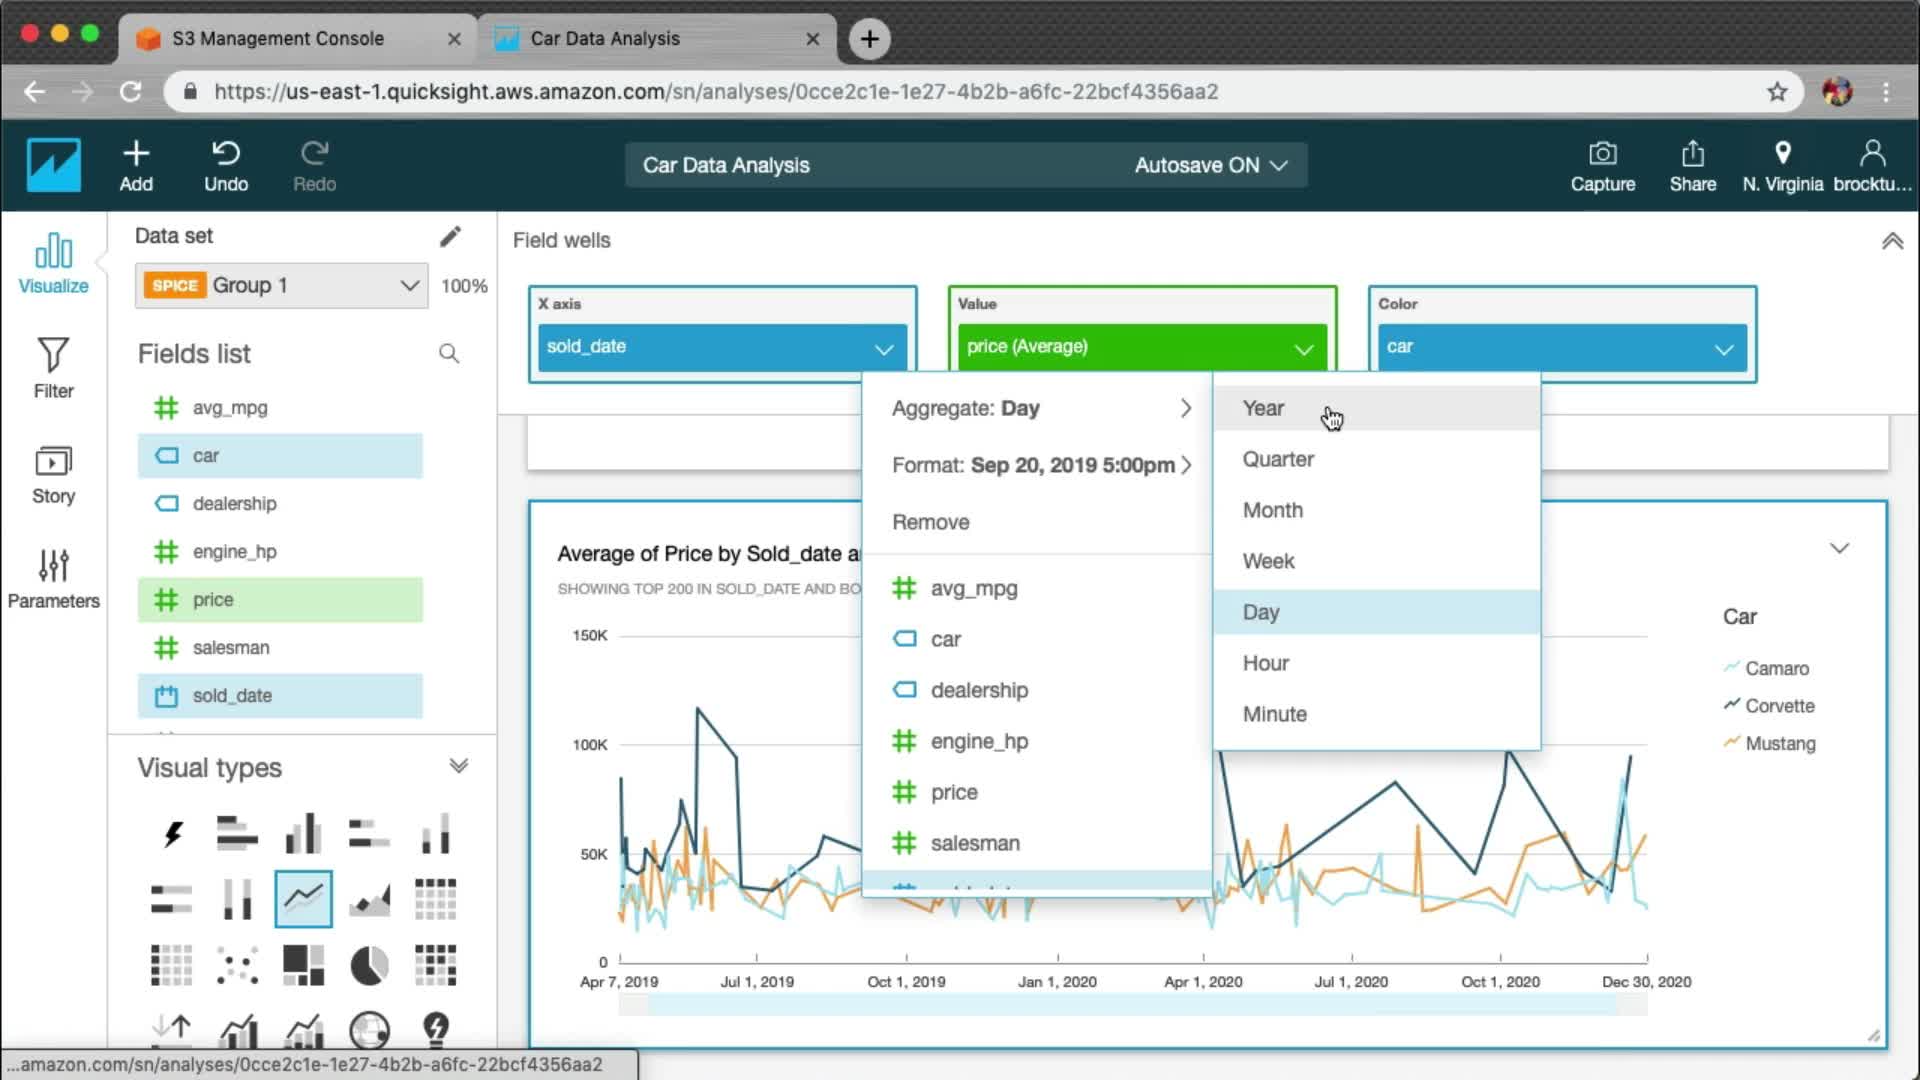 S3 Management Console
Car Data Analysis
https://us-east-1.quicksight.aws.amazon.com/sn/analyses/0cce2c1e-1e27-4b2b-a6fc-22bcf4356aa2
Add
Undo
Redo
Car Data Analysis
Autosave ON
Capture
Share
N. Virginia
brocktu...
Visualize
Filter
Story
Parameters
Data set
SPICE Group 1
100%
Fields list
avg_mpg
car
dealership
engine_hp
price
salesman
sold_date
Visual types
Field wells
X axis
sold_date
Value
price (Average)
Color
car
Aggregate: Day
Format: Sep 20, 2019 5:00pm
Remove
avg_mpg
car
dealership
engine_hp
price
salesman
Year
Quarter
Month
Week
Day
Hour
Minute
Average of Price by Sold_date a
SHOWING TOP 200 IN SOLD_DATE AND BO
150K
100K
50K
0
Apr 7, 2019
Jul 1, 2019
Oct 1, 2019
Jan 1, 2020
Apr 1, 2020
Jul 1, 2020
Oct 1, 2020
Dec 30, 2020
Car
Camaro
Corvette
Mustang
...amazon.com/sn/analyses/0cce2c1e-1e27-4b2b-a6fc-22bcf4356aa2